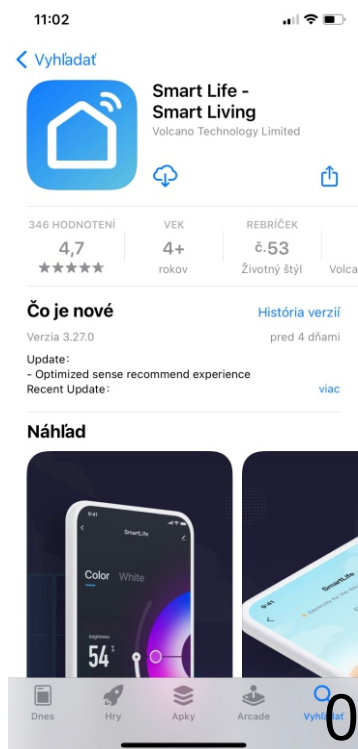 11:02
Vyhľadať
Smart Life -
Smart Living
Volcano Technology Limited
346 HODNOTENÍ
VEK
REBRÍČEK
4,7
4+
č.53
rokov
Životný štýl
Volca
Čo je nové
História verzií
Verzia 3.27.0
pred 4 dňami
Update:
- Optimized sense recommend experience
Recent Update:
viac
Náhľad
9:41
SmartLife
Color White
brightness
54
9:41
SmartLife
Dnes
Hry
Apky
Arcade
Vyhľadať
0